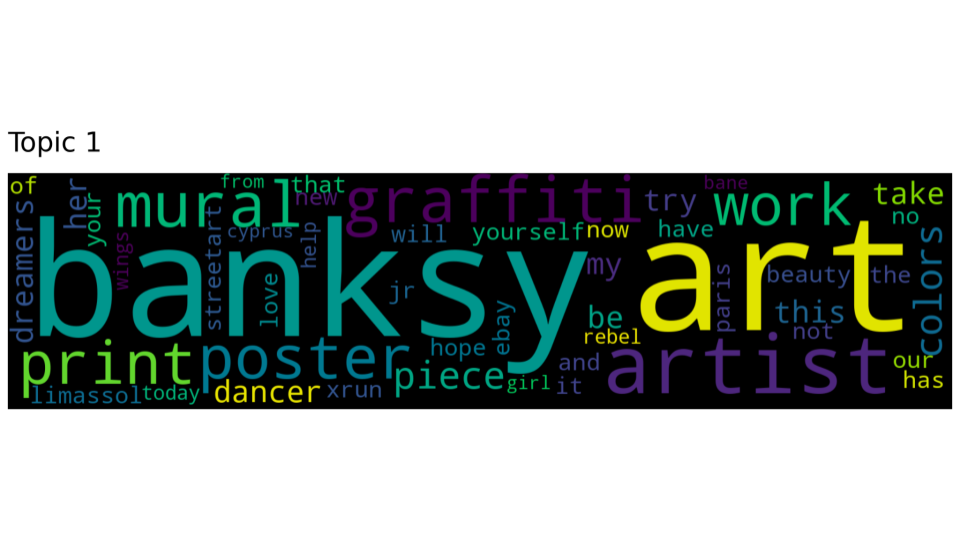 Topic 1
of
her
your
mural
from
that
new
graffiti
try
bane
work
take
no
dreamers
wings
streetart
cyprus
help
will
yourself
now
have
banksy
love
jr
my
art
paris
beauty
the
this
not
colors
ebay
be
rebel
print
poster
hope
piece
girl
and
it
artist
our
has
limassol
today
dancer
xrun